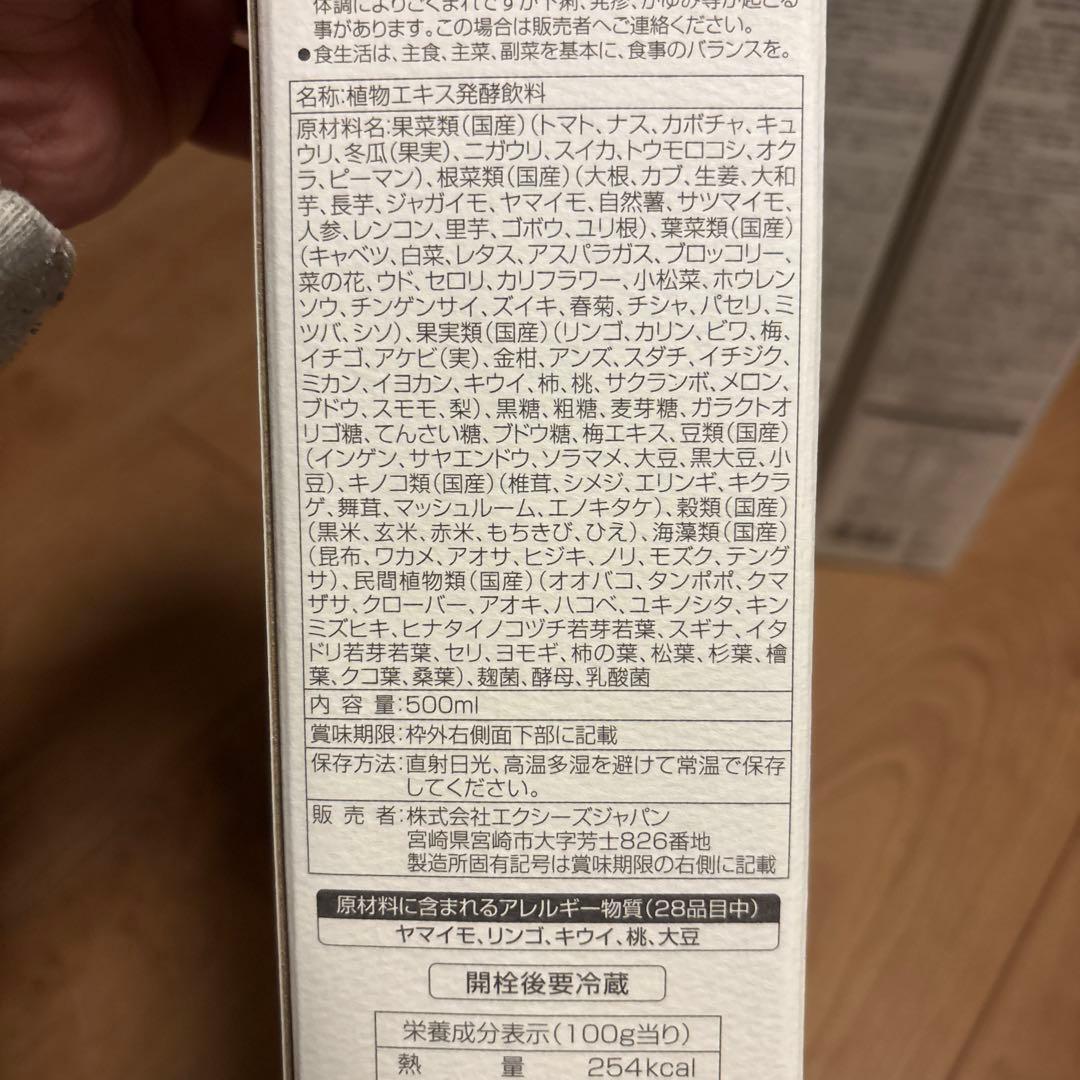 体調によりごくまれですが下痢、発疹、かゆみ等が起こる
事があります。この場合は販売者へご連絡ください。
●食生活は、主食、主菜、副菜を基本に、食事のバランスを。
名称:植物エキス発酵飲料
原材料名:果菜類(国産)(トマト、ナス、カボチャ、キュ
ウリ、冬瓜(果実)、ニガウリ、スイカ、トウモロコシ、オク
ラ、ピーマン)、根菜類(国産)(大根、カブ、生姜、大和
芋、長芋、ジャガイモ、ヤマイモ、自然薯、サツマイモ、
人参、レンコン、里芋、ゴボウ、ユリ根)、葉菜類(国産)
(キャベツ、白菜、レタス、アスパラガス、ブロッコリー、
菜の花、ウド、セロリ、カリフラワー、小松菜、ホウレン
ソウ、チンゲンサイ、ズイキ、春菊、チシャ、パセリ、ミ
ツバ、シソ)、果実類(国産)(リンゴ、カリン、ビワ、梅、
イチゴ、アケビ(実)、金柑、アンズ、スダチ、イチジク、
ミカン、イヨカン、キウイ、柿、桃、サクランボ、メロン、
ブドウ、スモモ、梨)、黒糖、粗糖、麦芽糖、ガラクトオ
リゴ糖、てんさい糖、ブドウ糖、梅エキス、豆類(国産)
(インゲン、サヤエンドウ、ソラマメ、大豆、黒大豆、小
豆)、キノコ類(国産)(椎茸、シメジ、エリンギ、キクラ
ゲ、舞茸、マッシュルーム、エノキタケ)、穀類(国産)
(黒米、玄米、赤米、もちきび、ひえ)、海藻類(国産)
(昆布、ワカメ、アオサ、ヒジキ、ノリ、モズク、テング
サ)、民間植物類(国産)(オオバコ、タンポポ、クマ
ザサ、クローバー、アオキ、ハコベ、ユキノシタ、キン
ミズヒキ、ヒナタイノコヅチ若芽若葉、スギナ、イタ
ドリ若芽若葉、セリ、ヨモギ、柿の葉、松葉、杉葉、檜
葉、クコ葉、桑葉)、麹菌、酵母、乳酸菌
内容量:500ml
賞味期限:枠外右側面下部に記載
保存方法:直射日光、高温多湿を避けて常温で保存
してください。
販売者:株式会社エクシーズジャパン
宮崎県宮崎市大字芳士826番地
製造所固有記号は賞味期限の右側に記載
原材料に含まれるアレルギー物質(28品目中)
ヤマイモ、リンゴ、キウイ、桃、大豆
開栓後要冷蔵
栄養成分表示(100g当り)
熱量 254kcal